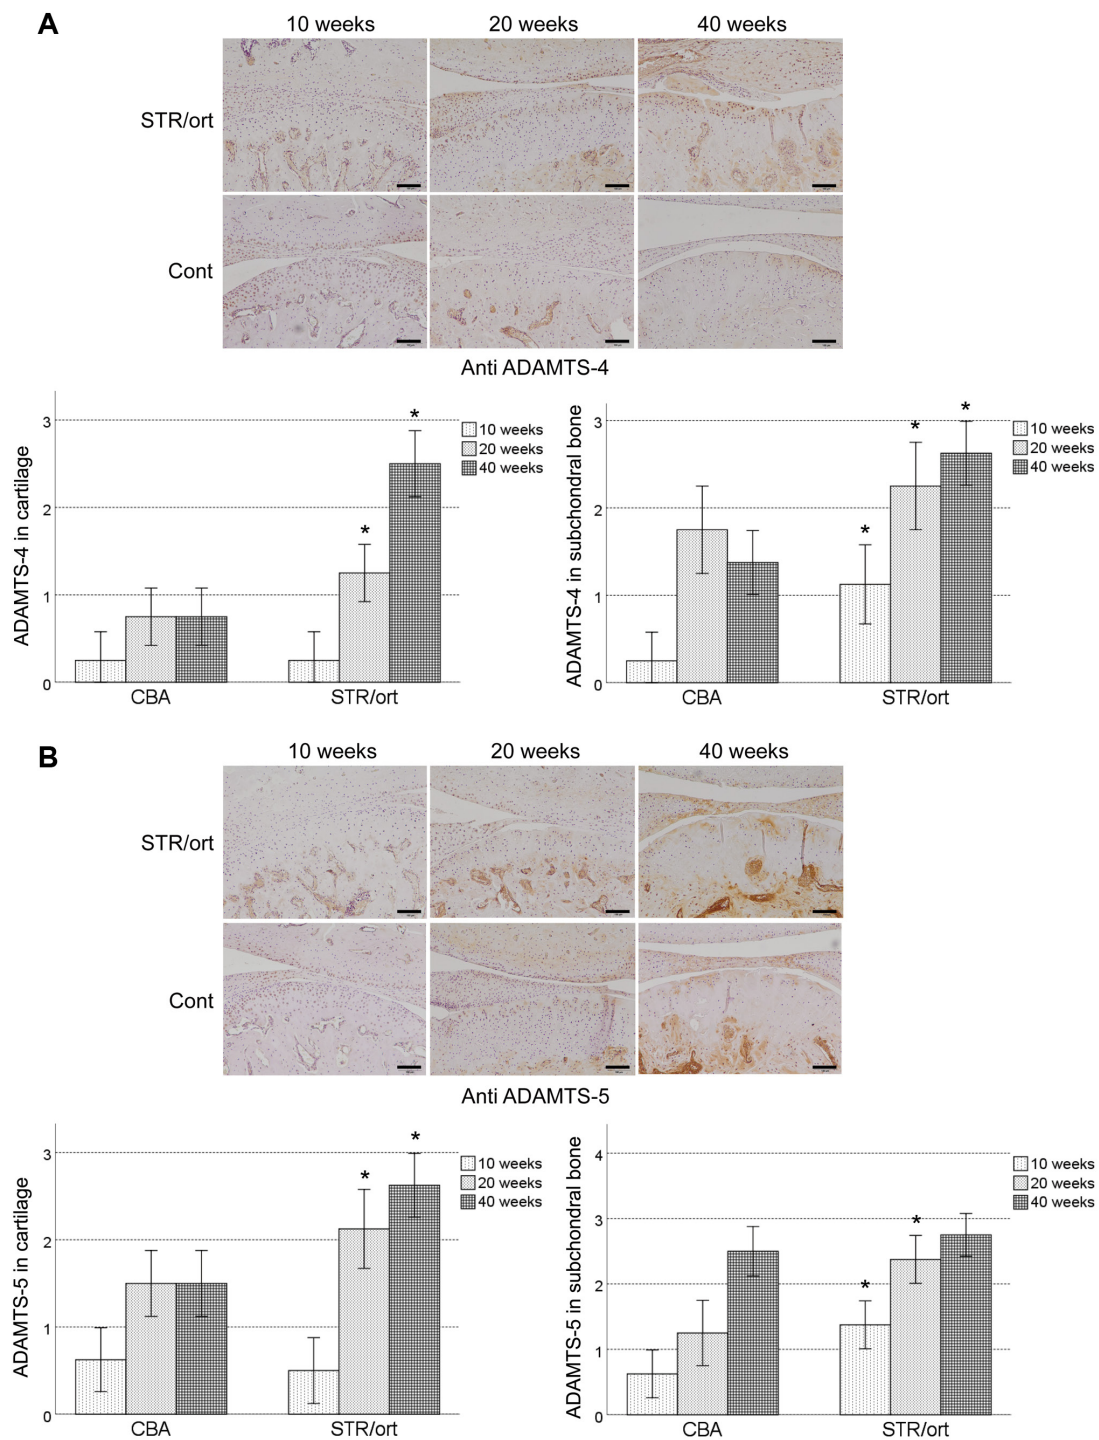 A
10 weeks 20 weeks 40 weeks
STR/ort
Cont
Anti ADAMTS-4
ADAMTS-4 in cartilage
3
2
1
0
* *
CBA STR/ort
10 weeks
20 weeks
40 weeks
ADAMTS-4 in subchondral bone
3
2
1
0
* * *
CBA STR/ort
10 weeks
20 weeks
40 weeks
B
10 weeks 20 weeks 40 weeks
STR/ort
Cont
Anti ADAMTS-5
ADAMTS-5 in cartilage
3
2
1
0
* *
CBA STR/ort
10 weeks
20 weeks
40 weeks
ADAMTS-5 in subchondral bone
4
3
2
1
0
* *
CBA STR/ort
10 weeks
20 weeks
40 weeks